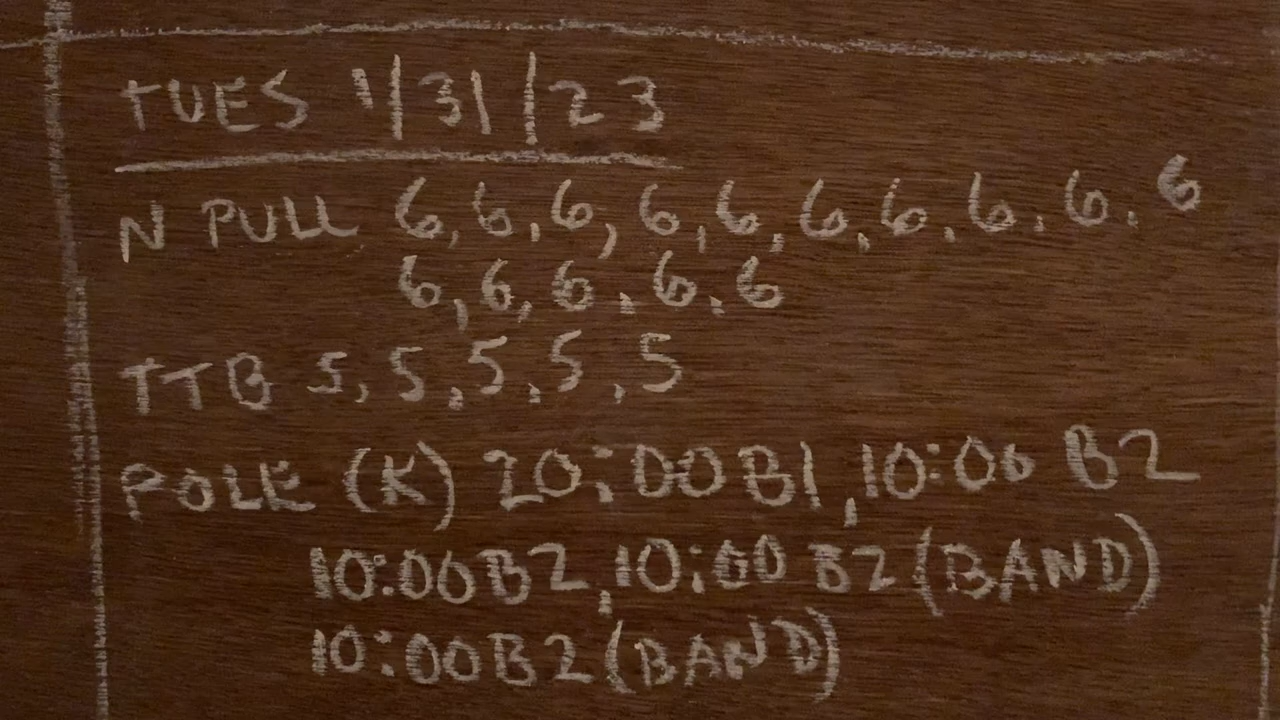 TUES 1/31/23
N PULL 6, 6, 6, 6, 6, 6, 6, 6, 6, 6
6, 6, 6, 6, 6
TTB 5, 5, 5, 5, 5
POLE (K) 20:00 B1, 10:00 B2
10:00 B2, 10:00 B2 (BAND)
10:00 B2 (BAND)